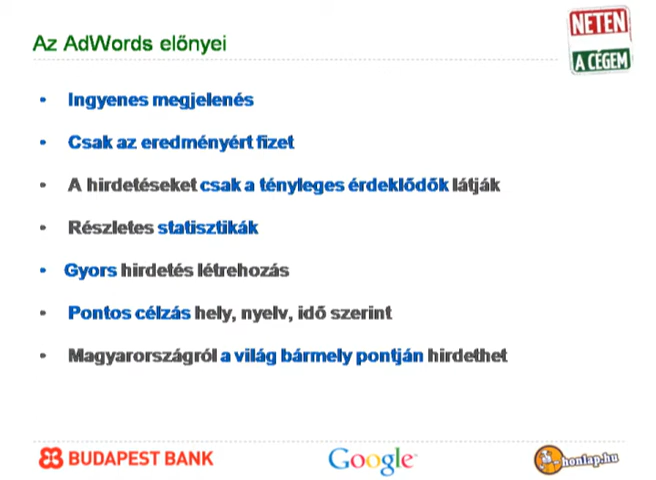 Az AdWords előnyei
NETEN
A CÉGEM
• Ingyenes megjelenés
• Csak az eredményért fizet
• A hirdetéseket csak a tényleges érdeklődők látják
• Részletes statisztikák
• Gyors hirdetés létrehozás
• Pontos célzás hely, nyelv, idő szerint
• Magyarországról a világ bármely pontján hirdethet
BUDAPEST BANK
Google
honlap.hu